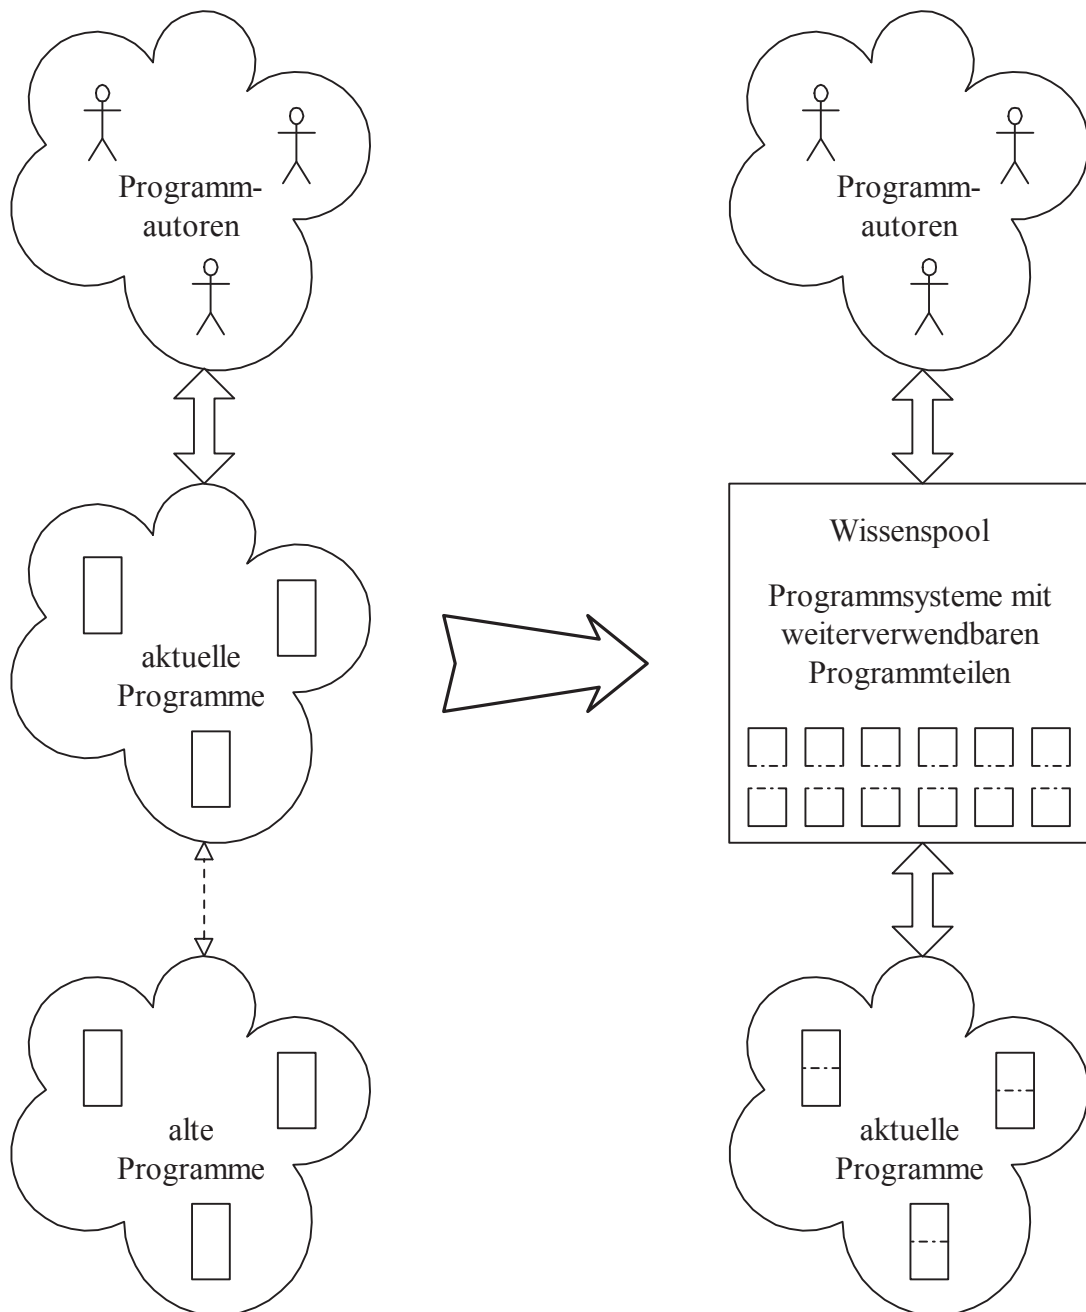 Programm-
autoren
aktuelle
Programme
alte
Programme
Programm-
autoren
Wissenspool
Programmsysteme mit
weiterverwendbaren
Programmteilen
aktuelle
Programme